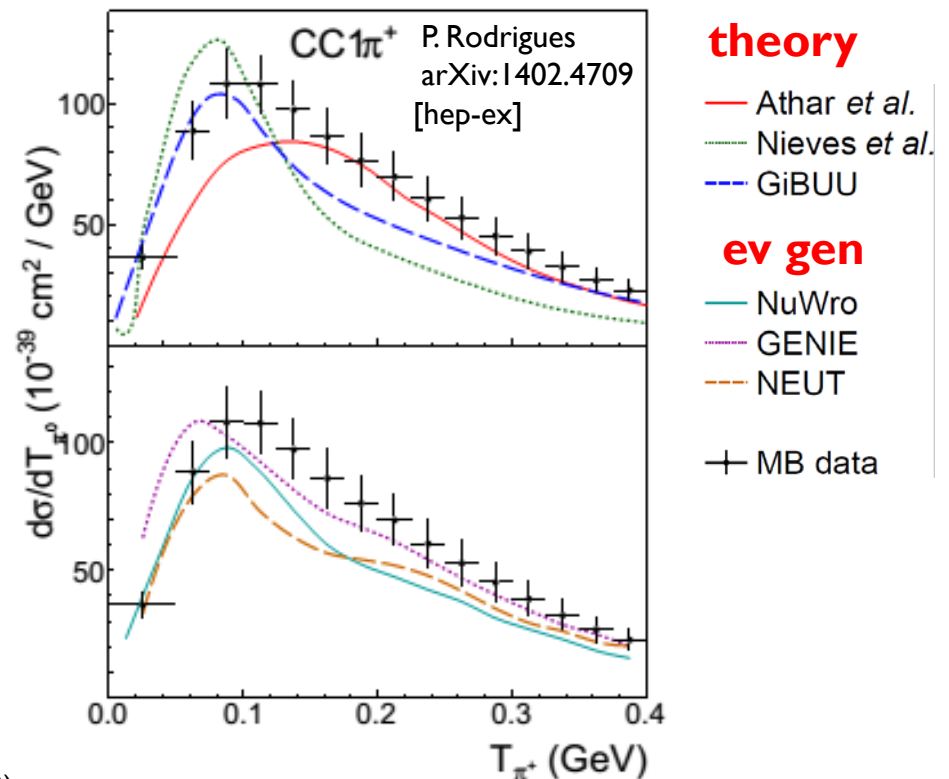 CC1π⁺
P. Rodrigues
arXiv:1402.4709
[hep-ex]
100
50
100
50
0.0 0.1 0.2 0.3 0.4
T_π⁺ (GeV)
dσ/dT_π⁰ (10⁻³⁹ cm² / GeV)
theory
Athar et al.
Nieves et al.
GiBUU
ev gen
NuWro
GENIE
NEUT
MB data